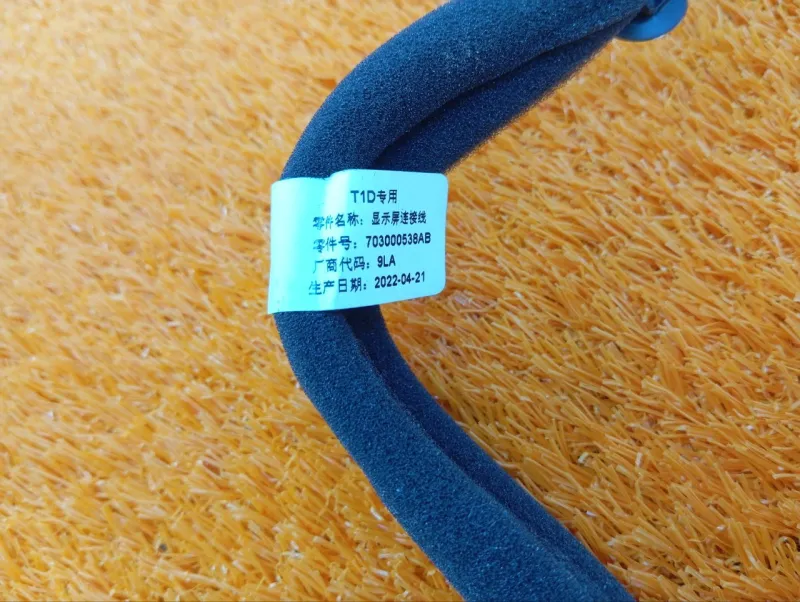 T1D专用
零件名称：显示屏连接线
零件号：703000538AB
厂商代码：9LA
生产日期：2022-04-21